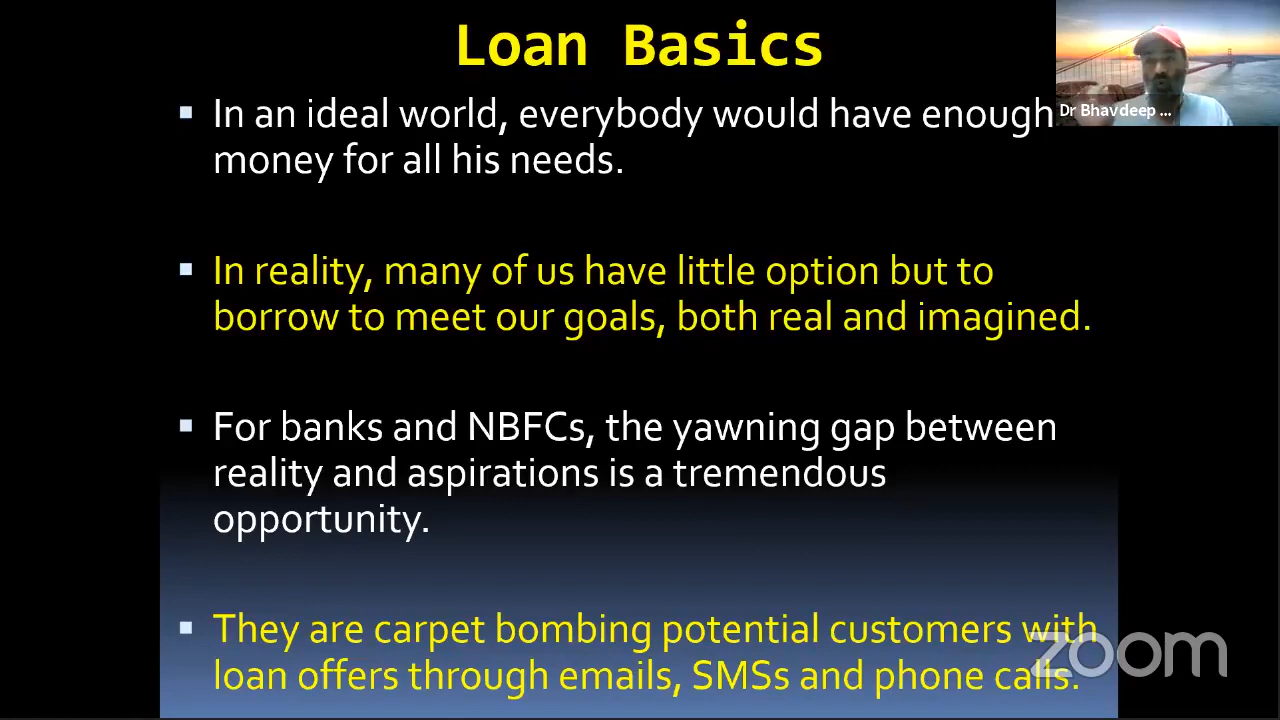 Loan Basics
Dr Bhavdeep ...
In an ideal world, everybody would have enough
money for all his needs.
In reality, many of us have little option but to
borrow to meet our goals, both real and imagined.
For banks and NBFCs, the yawning gap between
reality and aspirations is a tremendous
opportunity.
They are carpet bombing potential customers with
loan offers through emails, SMSs and phone calls.
zoom